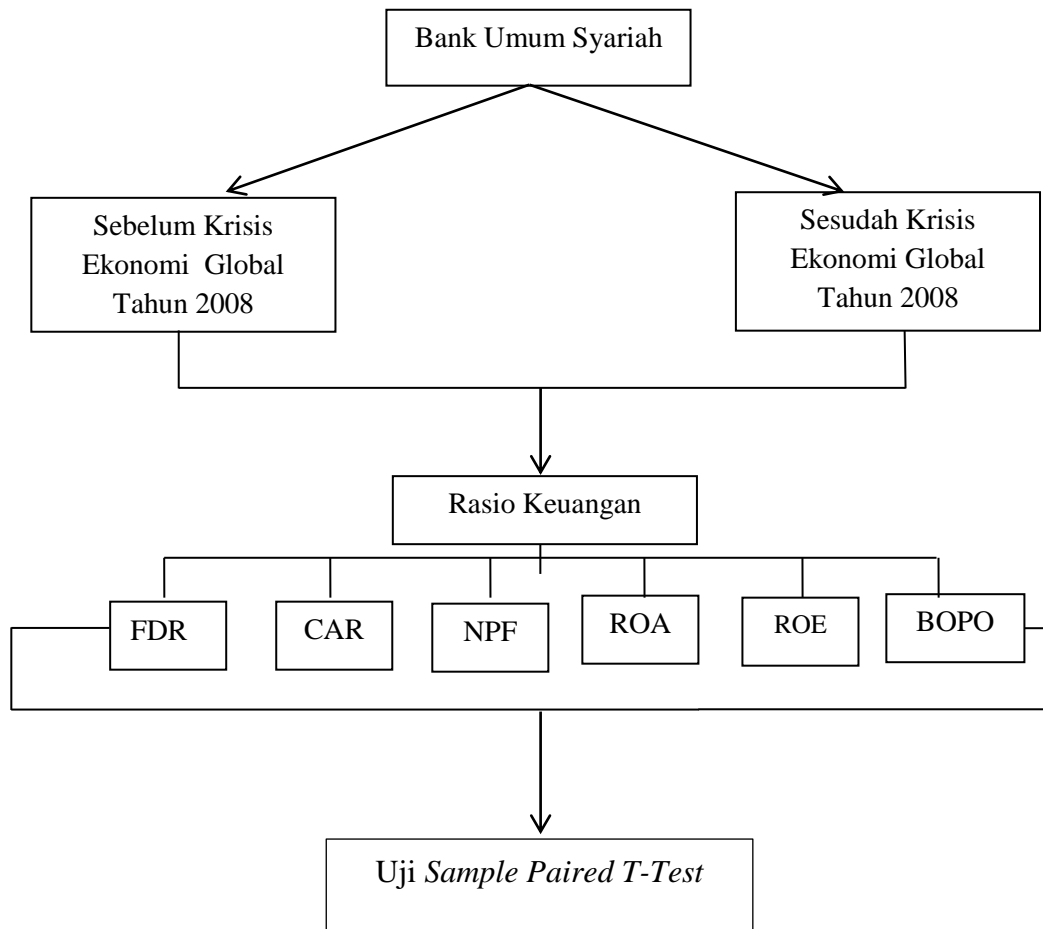 Bank Umum Syariah
Sebelum Krisis
Ekonomi Global
Tahun 2008
Sesudah Krisis
Ekonomi Global
Tahun 2008
Rasio Keuangan
FDR
CAR
NPF
ROA
ROE
BOPO
Uji Sample Paired T-Test